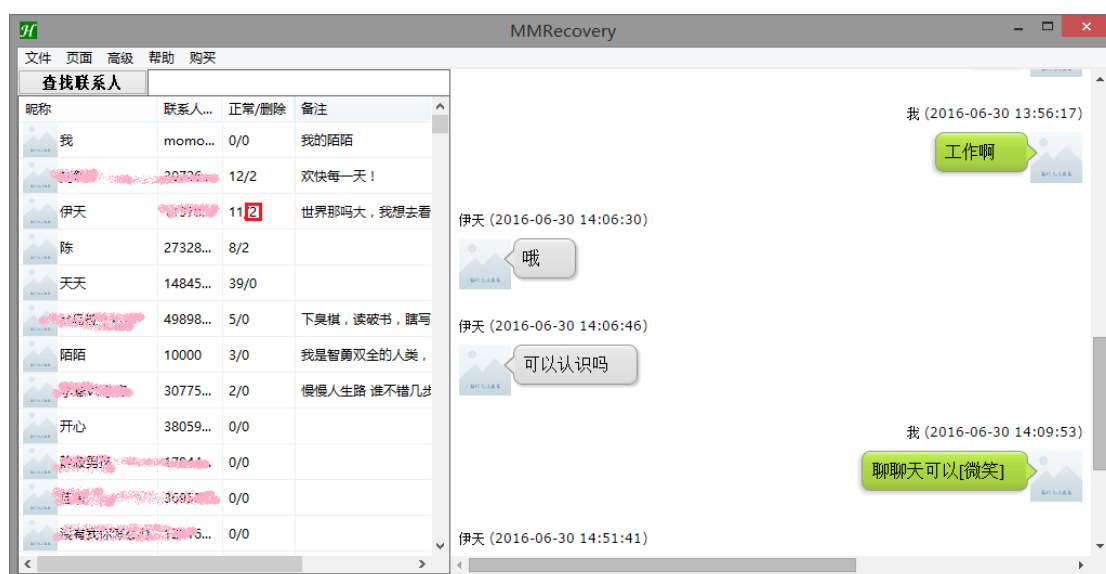 MMRecovery
文件 页面 高级 帮助 购买
查找联系人
昵称 联系人... 正常/删除 备注
我 momo... 0/0 我的陌陌
12/2 欢快每一天！
伊天 11/2 世界那吗大，我想去看
陈 27328... 8/2
天天 14845... 39/0
49898... 5/0 下臭棋，读破书，瞎写
陌陌 10000 3/0 我是智勇双全的人类，
30775... 2/0 慢慢人生路 谁不错几步
开心 38059... 0/0
0/0
0/0
0/0
我 (2016-06-30 13:56:17)
工作啊
伊天 (2016-06-30 14:06:30)
哦
伊天 (2016-06-30 14:06:46)
可以认识吗
我 (2016-06-30 14:09:53)
聊聊天可以[微笑]
伊天 (2016-06-30 14:51:41)